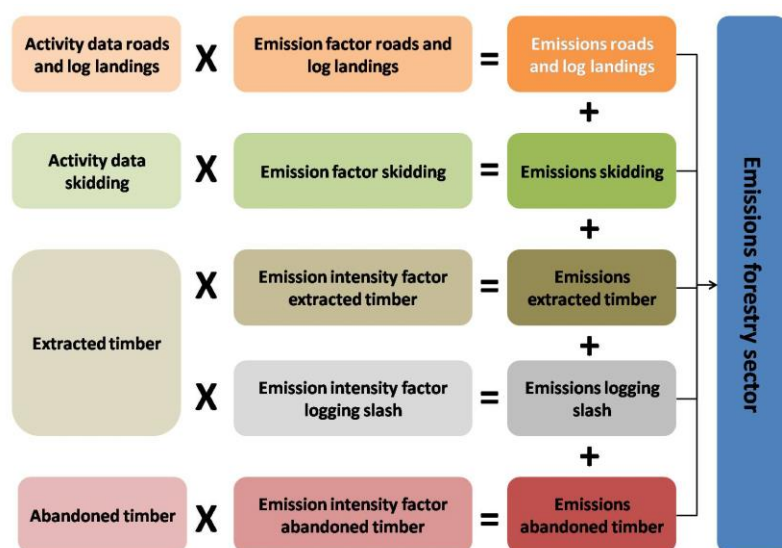 Activity data roads
and log landings
X
Emission factor roads and
log landings
=
Emissions roads
and log landings
+
Activity data
skidding
X
Emission factor skidding
=
Emissions skidding
+
Extracted timber
X
Emission intensity factor
extracted timber
=
Emissions
extracted timber
+
X
Emission intensity factor
logging slash
=
Emissions logging
slash
+
Abandoned timber
X
Emission intensity factor
abandoned timber
=
Emissions
abandoned timber
Emissions forestry sector